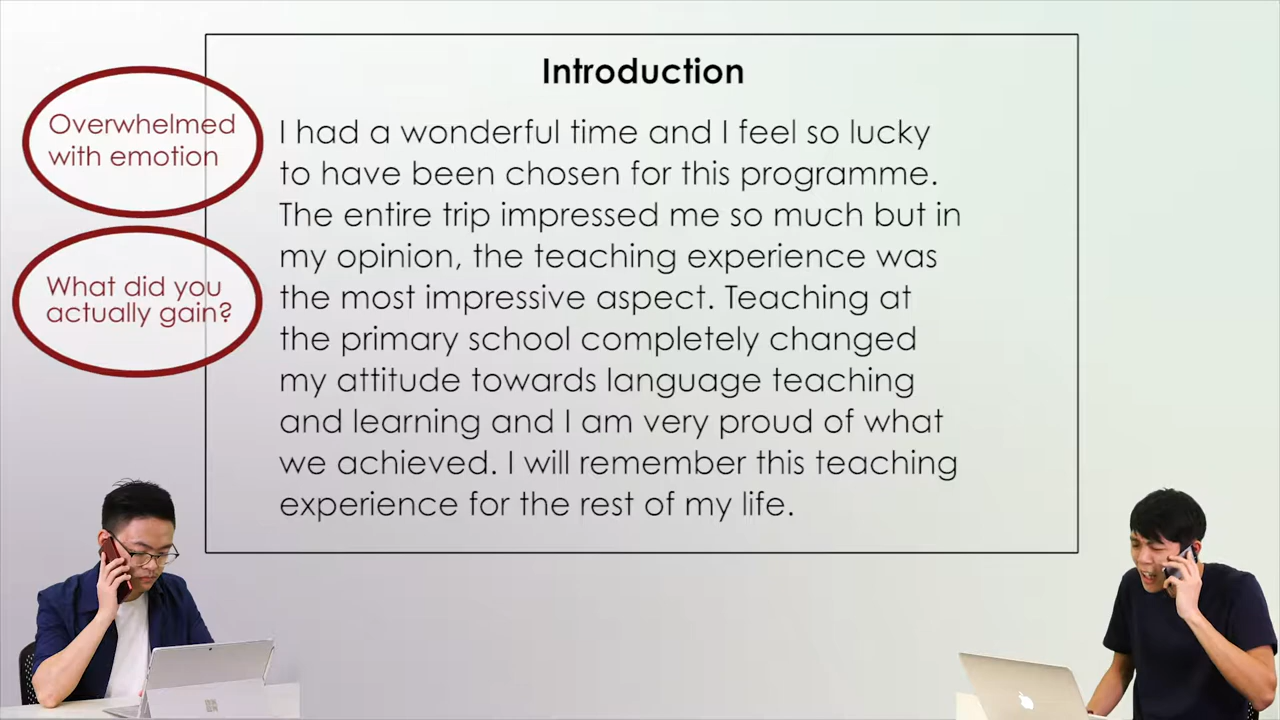 Introduction
Overwhelmed
with emotion
What did you
actually gain?
I had a wonderful time and I feel so lucky
to have been chosen for this programme.
The entire trip impressed me so much but in
my opinion, the teaching experience was
the most impressive aspect. Teaching at
the primary school completely changed
my attitude towards language teaching
and learning and I am very proud of what
we achieved. I will remember this teaching
experience for the rest of my life.